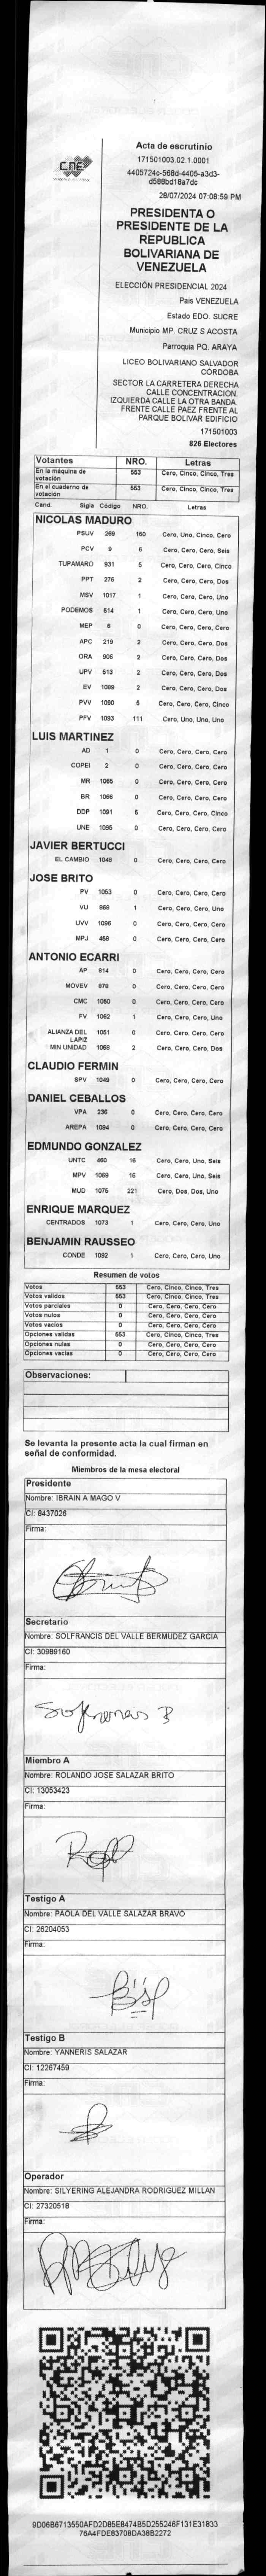 CNE
Acta de escrutinio
171501003.02.1.0001
4405724c-568d-4405-a3d3-
d588bd18a7dc
28/07/2024 07:08:59 PM
PRESIDENTA O
PRESIDENTE DE LA
REPUBLICA
BOLIVARIANA DE
VENEZUELA
ELECCIÓN PRESIDENCIAL 2024
País VENEZUELA
Estado EDO. SUCRE
Municipio MP. CRUZ S ACOSTA
Parroquia PQ. ARAYA
LICEO BOLIVARIANO SALVADOR
CÓRDOBA
SECTOR LA CARRETERA DERECHA
CALLE CONCENTRACION.
IZQUIERDA CALLE LA OTRA BANDA.
FRENTE CALLE PAEZ FRENTE AL
PARQUE BOLIVAR EDIFICIO
171501003
826 Electores
Votantes NRO. Letras
En la máquina de votación 553 Cero, Cinco, Cinco, Tres
En el cuaderno de votación 553 Cero, Cinco, Cinco, Tres
Cand. Sigla Código NRO. Letras
NICOLAS MADURO
PSUV 269 150 Cero, Uno, Cinco, Cero
PCV 9 6 Cero, Cero, Cero, Seis
TUPAMARO 931 5 Cero, Cero, Cero, Cinco
PPT 276 2 Cero, Cero, Cero, Dos
MSV 1017 1 Cero, Cero, Cero, Uno
PODEMOS 514 1 Cero, Cero, Cero, Uno
MEP 6 0 Cero, Cero, Cero, Cero
APC 219 2 Cero, Cero, Cero, Dos
ORA 906 2 Cero, Cero, Cero, Dos
UPV 513 2 Cero, Cero, Cero, Dos
EV 1089 2 Cero, Cero, Cero, Dos
PVV 1090 5 Cero, Cero, Cero, Cinco
PFV 1093 111 Cero, Uno, Uno, Uno
LUIS MARTINEZ
AD 1 0 Cero, Cero, Cero, Cero
COPEI 2 0 Cero, Cero, Cero, Cero
MR 1065 0 Cero, Cero, Cero, Cero
BR 1066 0 Cero, Cero, Cero, Cero
DDP 1091 5 Cero, Cero, Cero, Cinco
UNE 1095 0 Cero, Cero, Cero, Cero
JAVIER BERTUCCI
EL CAMBIO 1048 0 Cero, Cero, Cero, Cero
JOSE BRITO
PV 1053 0 Cero, Cero, Cero, Cero
VU 868 1 Cero, Cero, Cero, Uno
UVV 1096 0 Cero, Cero, Cero, Cero
MPJ 458 0 Cero, Cero, Cero, Cero
ANTONIO ECARRI
AP 814 0 Cero, Cero, Cero, Cero
MOVEV 679 0 Cero, Cero, Cero, Cero
CMC 1050 0 Cero, Cero, Cero, Cero
FV 1062 1 Cero, Cero, Cero, Uno
ALIANZA DEL LAPIZ 1051 0 Cero, Cero, Cero, Cero
MIN UNIDAD 1058 2 Cero, Cero, Cero, Dos
CLAUDIO FERMIN
SPV 1049 0 Cero, Cero, Cero, Cero
DANIEL CEBALLOS
VPA 236 0 Cero, Cero, Cero, Cero
AREPA 1094 0 Cero, Cero, Cero, Cero
EDMUNDO GONZALEZ
UNTC 460 16 Cero, Cero, Uno, Seis
MPV 1069 16 Cero, Cero, Uno, Seis
MUD 1075 221 Cero, Dos, Dos, Uno
ENRIQUE MARQUEZ
CENTRADOS 1073 1 Cero, Cero, Cero, Uno
BENJAMIN RAUSSEO
CONDE 1092 1 Cero, Cero, Cero, Uno
Resumen de votos
Votos 553 Cero, Cinco, Cinco, Tres
Votos validos 553 Cero, Cinco, Cinco, Tres
Votos parciales 0 Cero, Cero, Cero, Cero
Votos nulos 0 Cero, Cero, Cero, Cero
Votos vacíos 0 Cero, Cero, Cero, Cero
Opciones validas 553 Cero, Cinco, Cinco, Tres
Opciones nulas 0 Cero, Cero, Cero, Cero
Opciones vacías 0 Cero, Cero, Cero, Cero
Observaciones:
Se levanta la presente acta la cual firman en
señal de conformidad.
Miembros de la mesa electoral
Presidente
Nombre: IBRAIN A MAGO V
CI: 8437026
Firma:
Secretario
Nombre: SOLFRANCIS DEL VALLE BERMUDEZ GARCIA
CI: 30989160
Firma:
Miembro A
Nombre: ROLANDO JOSE SALAZAR BRITO
CI: 13053423
Firma:
Testigo A
Nombre: PAOLA DEL VALLE SALAZAR BRAVO
CI: 26204053
Firma:
Testigo B
Nombre: YANNERIS SALAZAR
CI: 12267459
Firma:
Operador
Nombre: SILYERING ALEJANDRA RODRIGUEZ MILLAN
CI: 27320518
Firma:
9D06B6713550AFD2D85E8474B5D255246F131E31833
76A4FDE83708DA38B2272